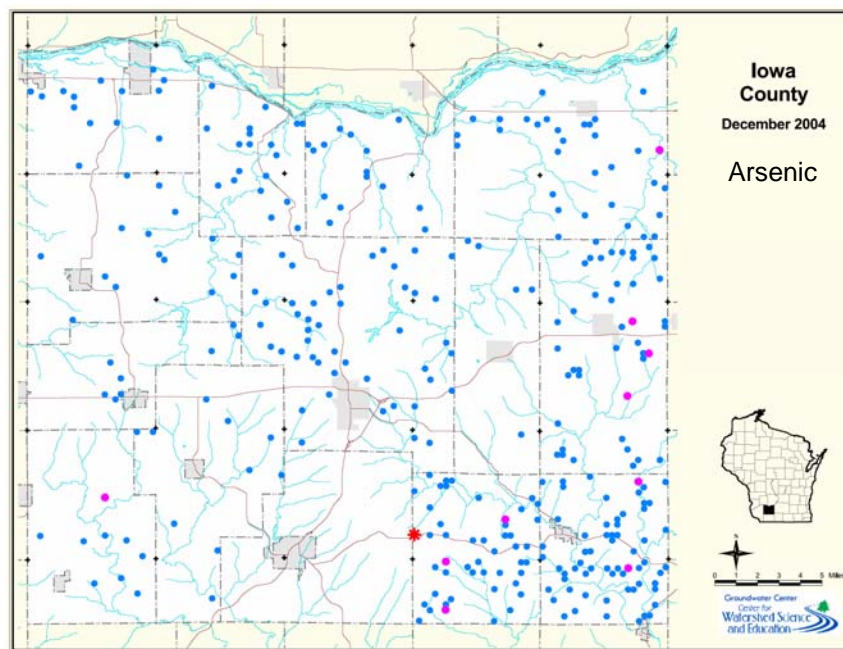 Iowa
County
December 2004
Arsenic
0 1 2 3 4 5 Miles
Groundwater Center
Center for
Watershed Science
and Education